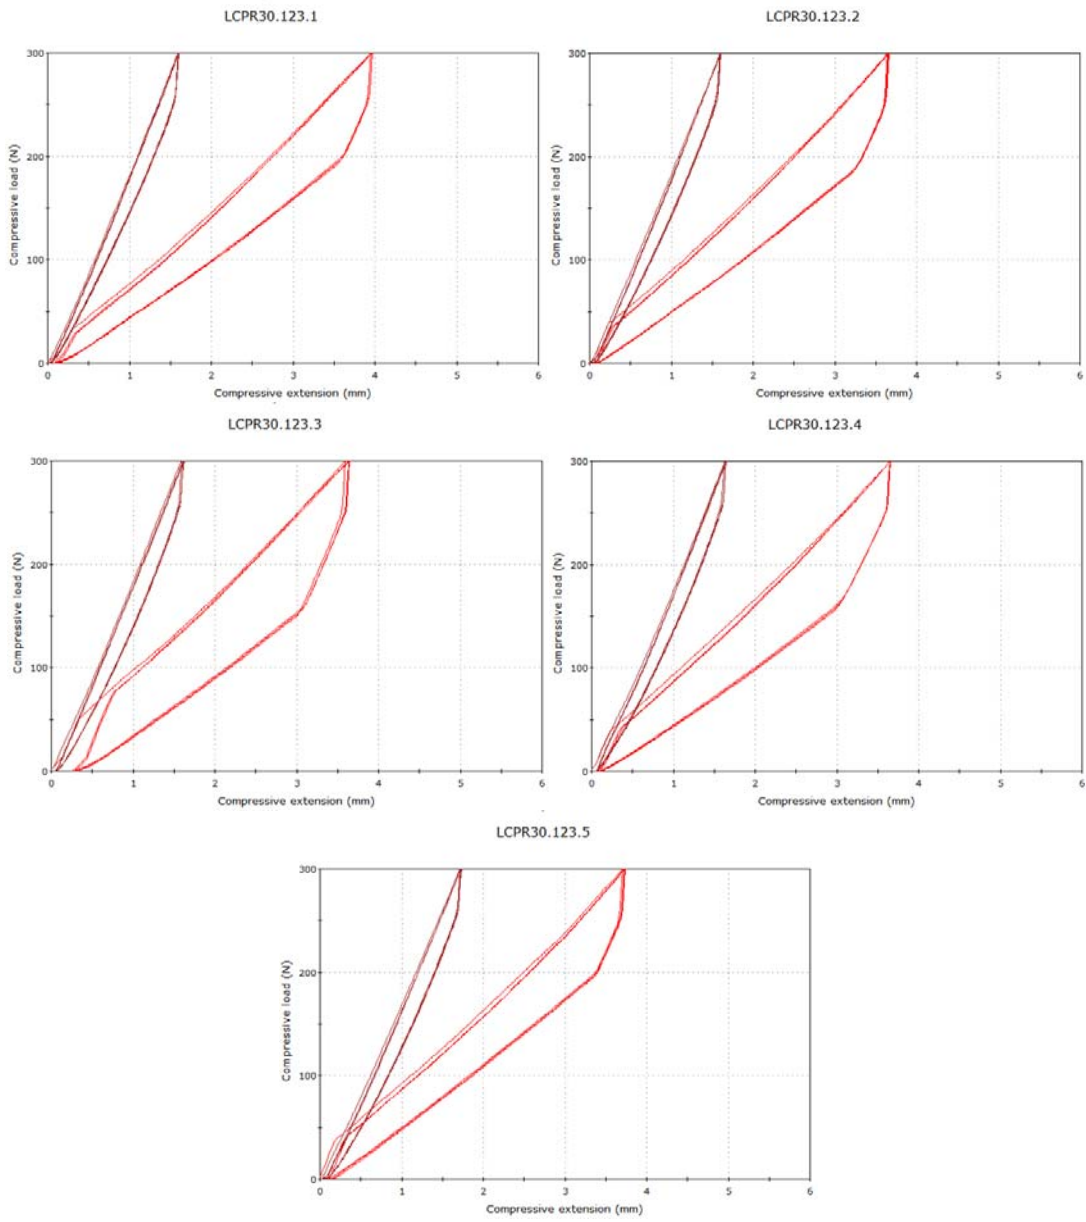 LCPR30.123.1
LCPR30.123.2
300
200
100
0
Compressive load (N)
0 1 2 3 4 5 6
Compressive extension (mm)
300
200
100
0
Compressive load (N)
0 1 2 3 4 5 6
Compressive extension (mm)
LCPR30.123.3
LCPR30.123.4
300
200
100
0
Compressive load (N)
0 1 2 3 4 5 6
Compressive extension (mm)
300
200
100
0
Compressive load (N)
0 1 2 3 4 5 6
Compressive extension (mm)
LCPR30.123.5
300
200
100
0
Compressive load (N)
0 1 2 3 4 5 6
Compressive extension (mm)